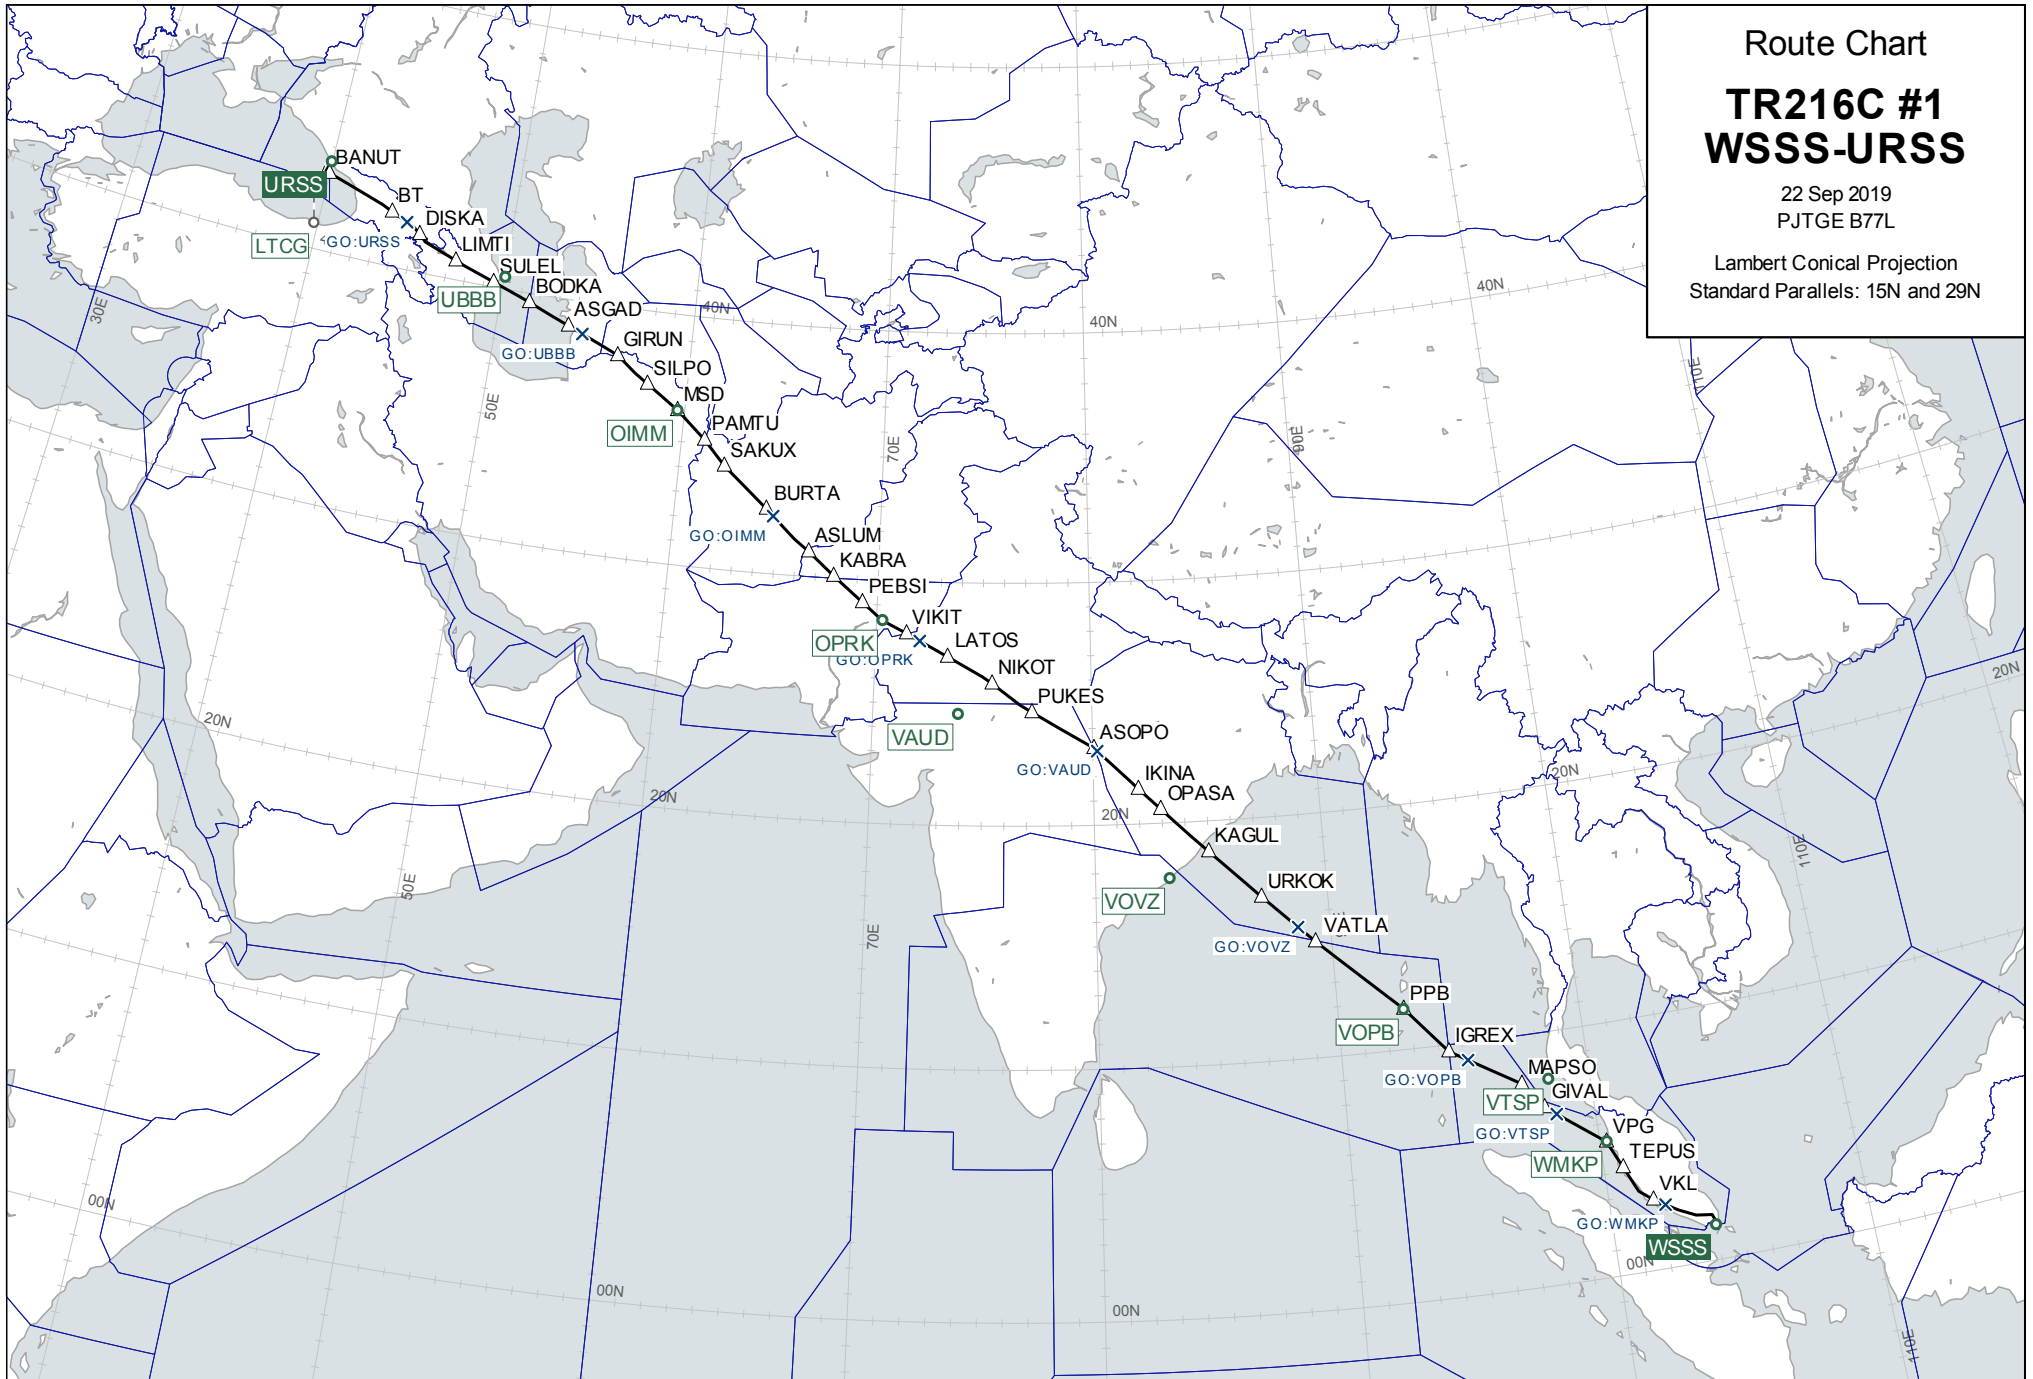 Route Chart
TR216C #1
WSSS-URSS
22 Sep 2019
PJTGE B77L
Lambert Conical Projection
Standard Parallels: 15N and 29N
BANUT
URSS
BT
DISKA
LTCG
GO:URSS
LIMTI
SULEL
UBBB
BODKA
30E
40N
40N
40N
ASGAD
GIRUN
GO:UBBB
110E
SILPO
MSD
50E
OIMM
PAMTU
70E
90E
SAKUX
BURTA
GO:OIMM
ASLUM
KABRA
PEBSI
VIKIT
OPRK
GO:OPRK
LATOS
NIKOT
20N
PUKES
20N
VAUD
ASOPO
GO:VAUD
IKINA
20N
OPASA
20N
20N
KAGUL
110E
50E
URKOK
VOVZ
VATLA
70E
GO:VOVZ
PPB
VOPB
IGREX
MAPSO
GO:VOPB
GIVAL
VTSP
VPG
GO:VTSP
TEPUS
WMKP
VKL
00N
GO:WMKP
WSSS
00N
00N
00N
110E